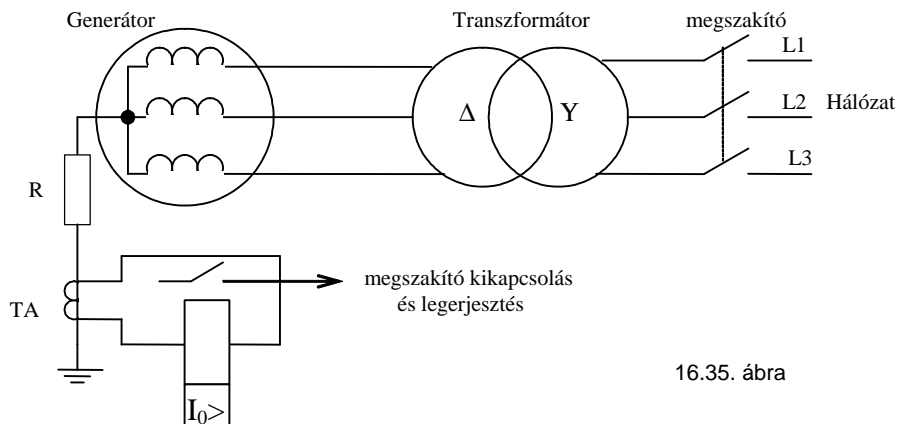 Generátor
Transzformátor
megszakító
L1
L2
Hálózat
L3
Δ
Y
R
TA
megszakító kikapcsolás
és legerjesztés
I₀>
16.35. ábra